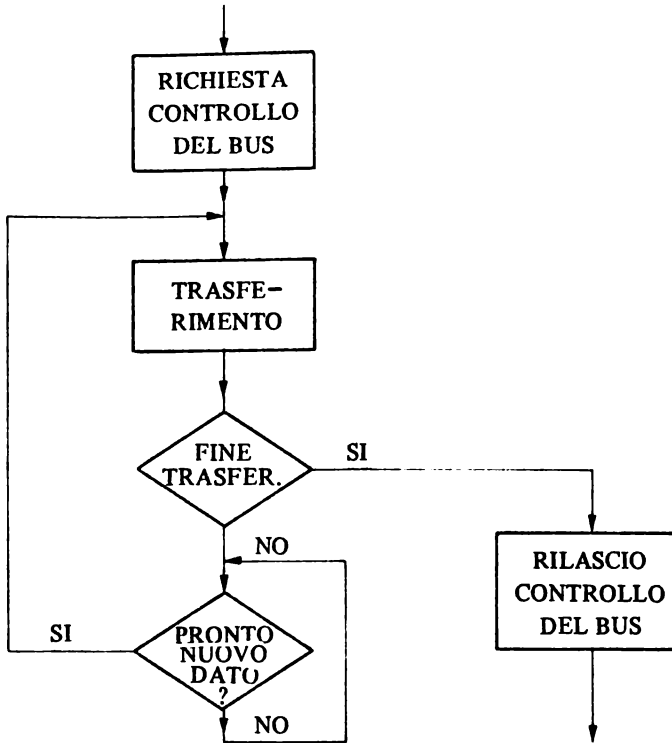 RICHIESTA
CONTROLLO
DEL BUS
TRASFE-
RIMENTO
FINE
TRASFER.
SI
NO
RILASCIO
CONTROLLO
DEL BUS
SI
PRONTO
NUOVO
DATO
?
NO